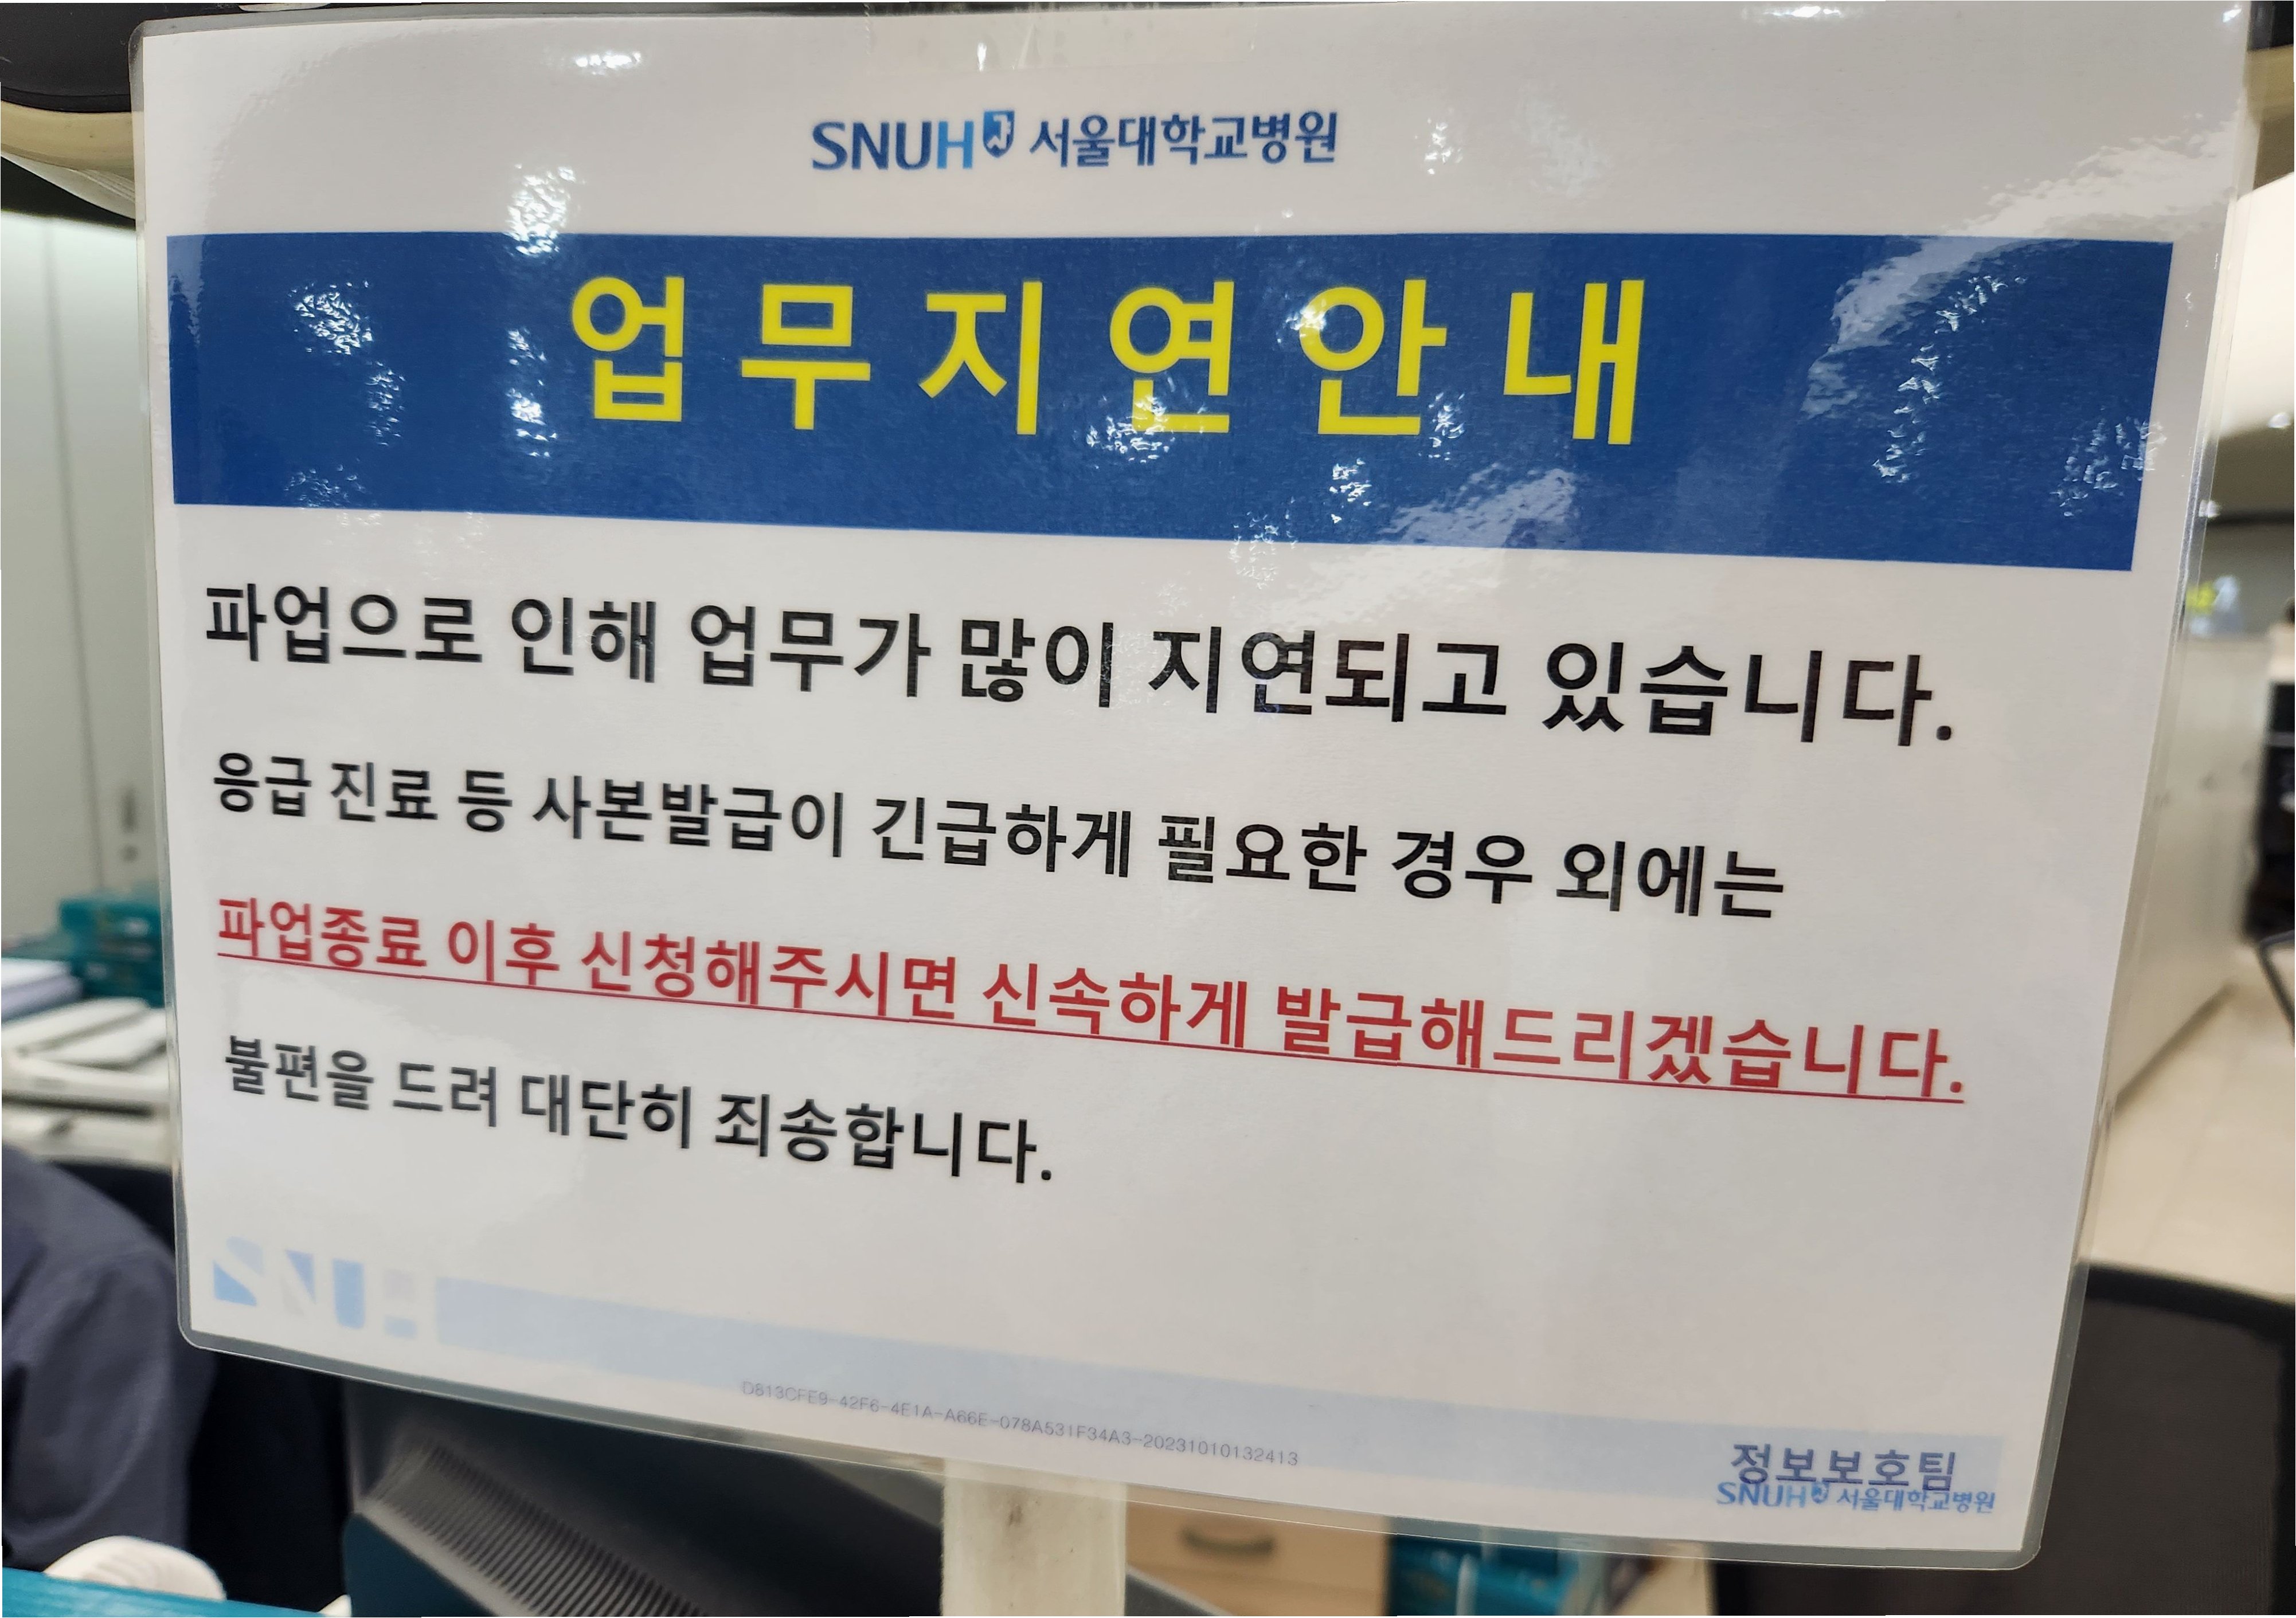 SNUH 서울대학교병원
업무지연안내
파업으로 인해 업무가 많이 지연되고 있습니다.
응급 진료 등 사본발급이 긴급하게 필요한 경우 외에는
파업종료 이후 신청해주시면 신속하게 발급해드리겠습니다.
불편을 드려 대단히 죄송합니다.
SNUH
D813CFE9-42F6-4E1A-A66E-078A531F34A3-20231010132413
정보보호팀
SNUH 서울대학교병원